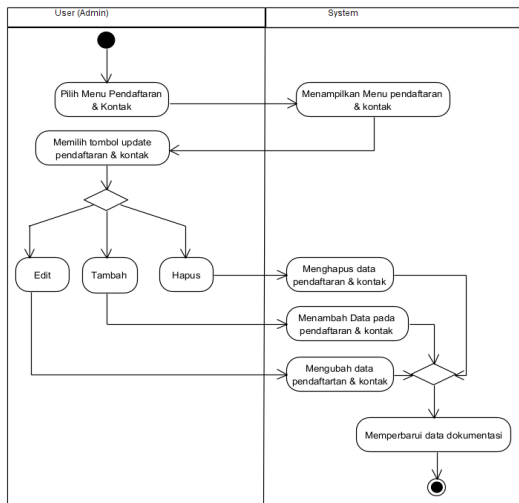 User (Admin)
System
Pilih Menu Pendaftaran
& Kontak
Menampilkan Menu pendaftaran
& kontak
Memilih tombol update
pendaftaran & kontak
Edit
Tambah
Hapus
Menghapus data
pendaftaran & kontak
Menambah Data pada
pendaftaran & kontak
Mengubah data
pendaftartan & kontak
Memperbarui data dokumentasi